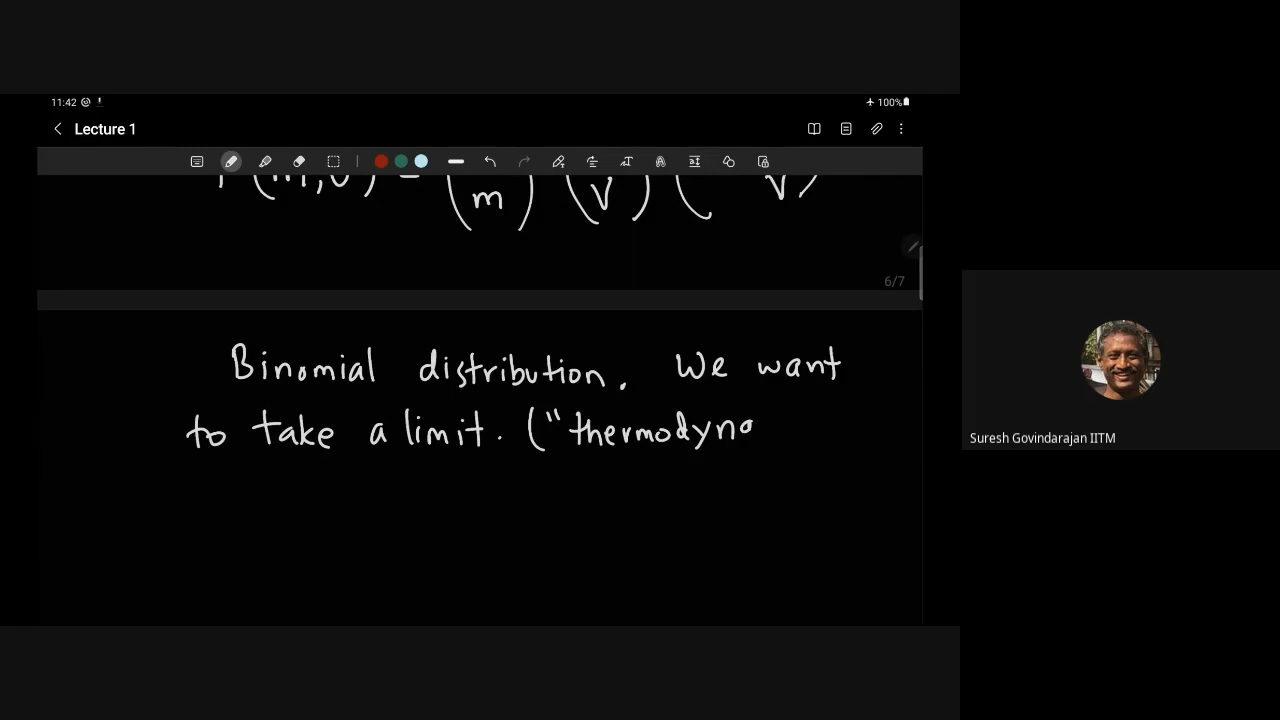 11:42
100%
Lecture 1
m
V
V
6/7
Binomial distribution. We want
to take a limit. ("thermodyna
Suresh Govindarajan IITM